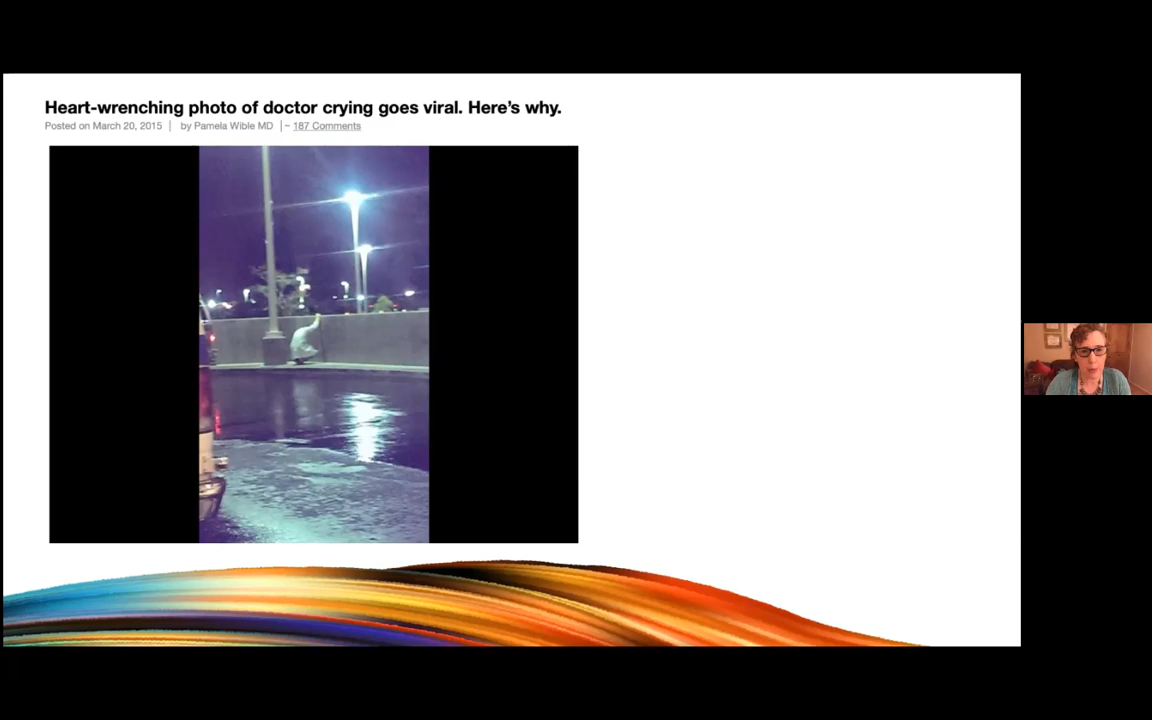 Heart-wrenching photo of doctor crying goes viral. Here's why.
Posted on March 20, 2015 | by Pamela Wible MD | ~ 187 Comments